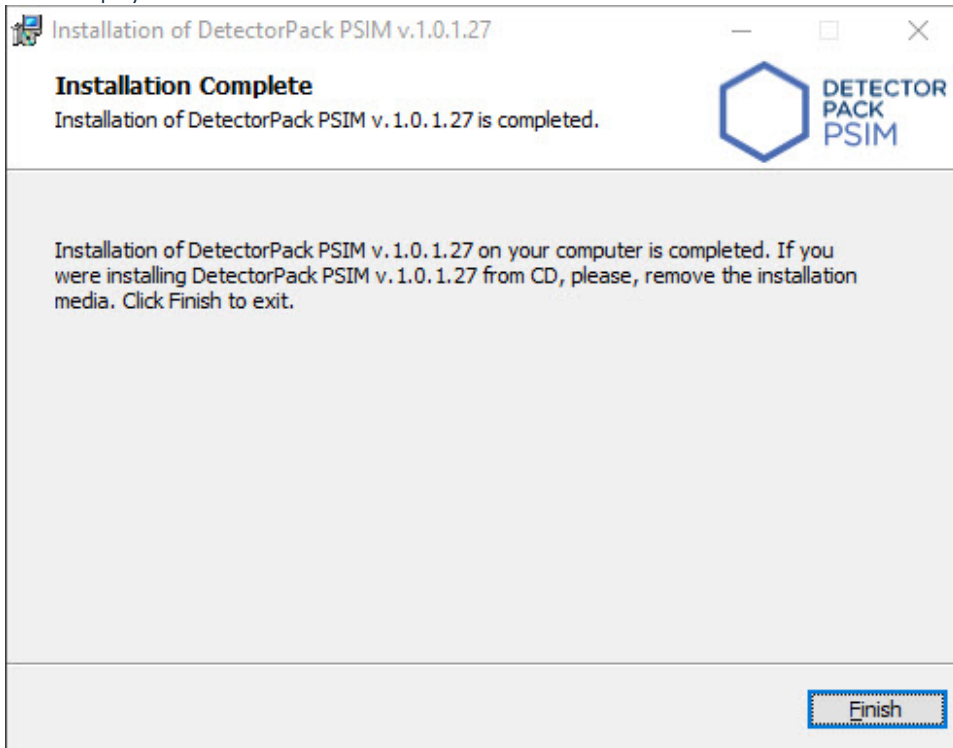 Installation of DetectorPack PSIM v.1.0.1.27
Installation Complete
Installation of DetectorPack PSIM v.1.0.1.27 is completed.
DETECTOR
PACK
PSIM
Installation of DetectorPack PSIM v.1.0.1.27 on your computer is completed. If you
were installing DetectorPack PSIM v.1.0.1.27 from CD, please, remove the installation
media. Click Finish to exit.
Finish